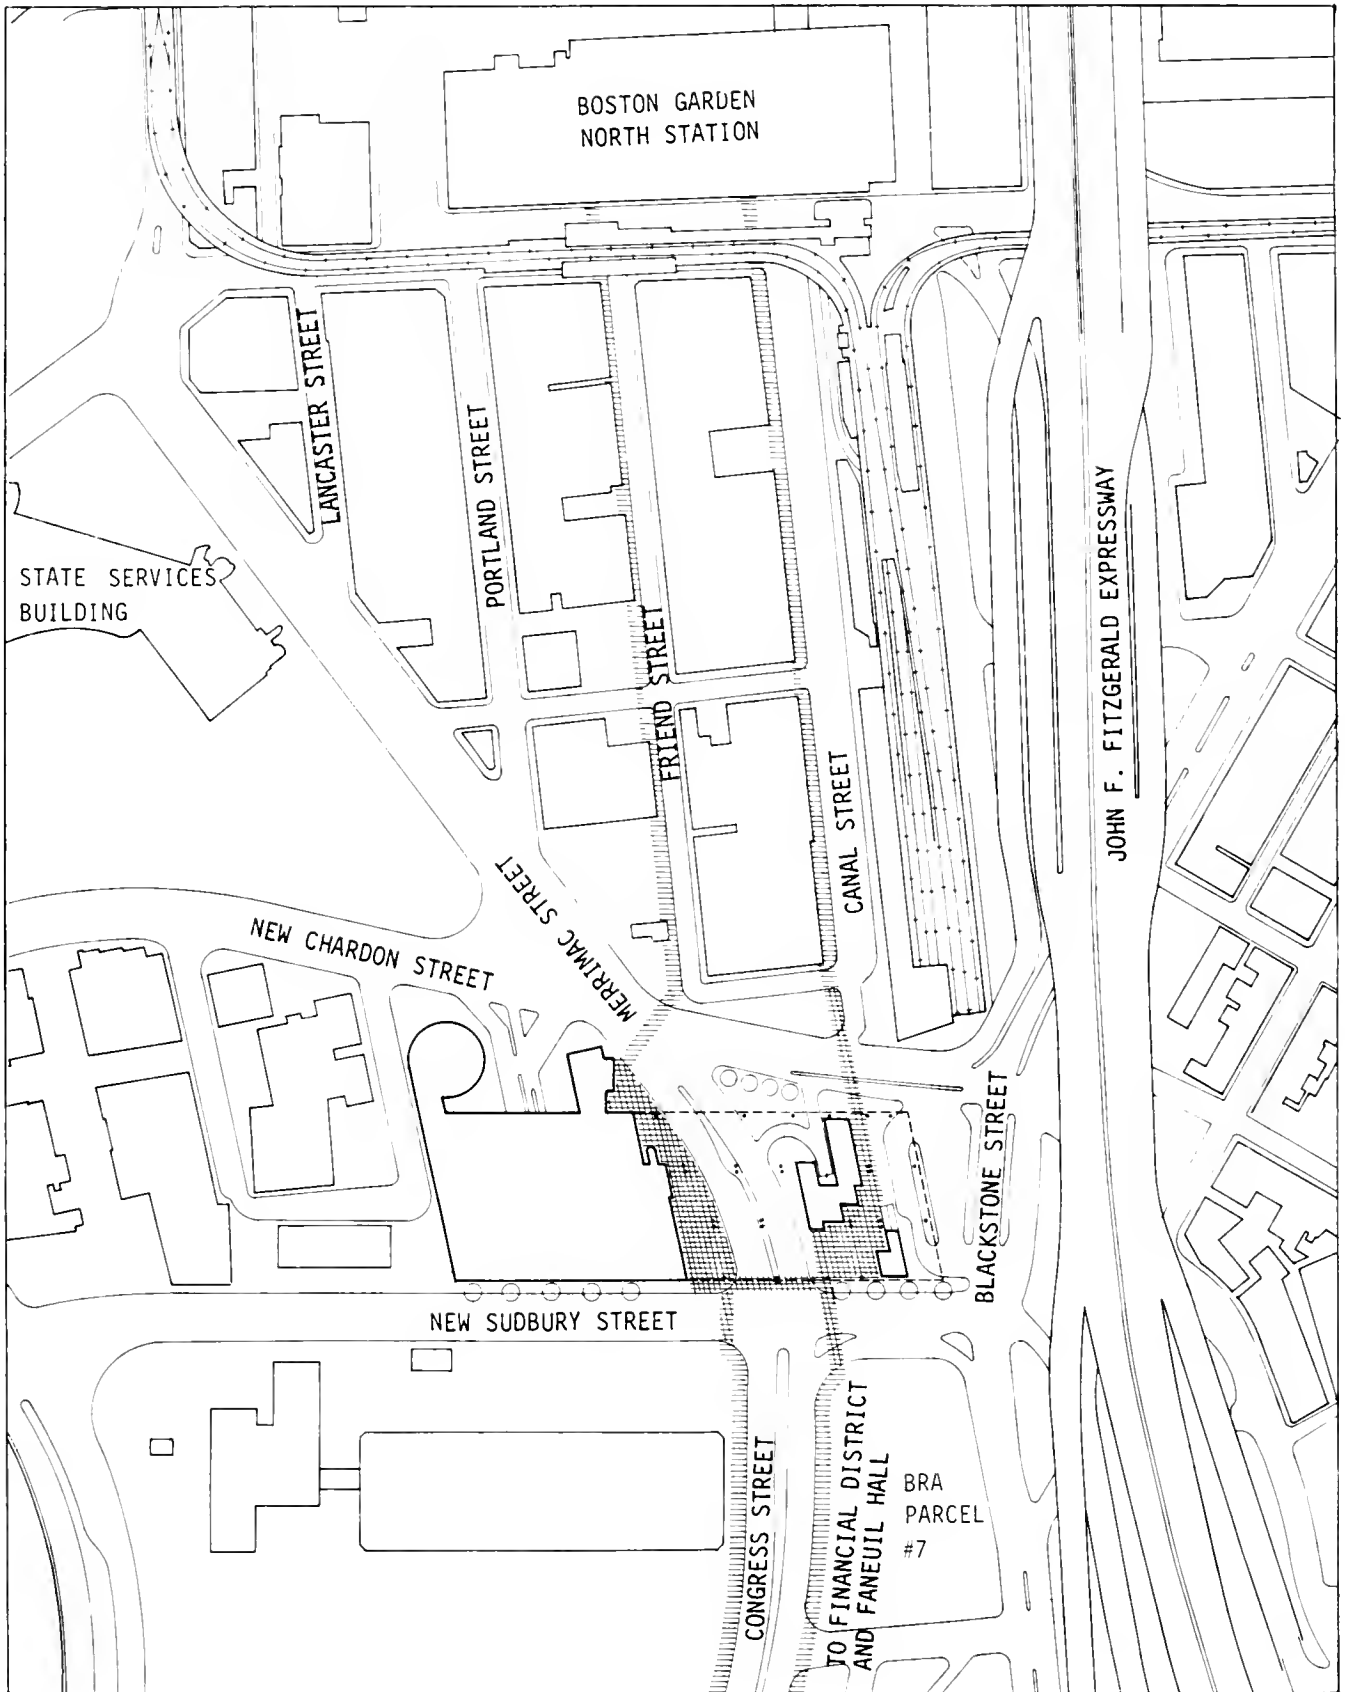 BOSTON GARDEN
NORTH STATION
LANCASTER STREET
PORTLAND STREET
STATE SERVICES
BUILDING
FRIEND STREET
JOHN F. FITZGERALD EXPRESSWAY
CANAL STREET
MERRIMAC STREET
NEW CHARDON STREET
BLACKSTONE STREET
NEW SUDBURY STREET
CONGRESS STREET
TO FINANCIAL DISTRICT
AND FANEUIL HALL
BRA
PARCEL
#7